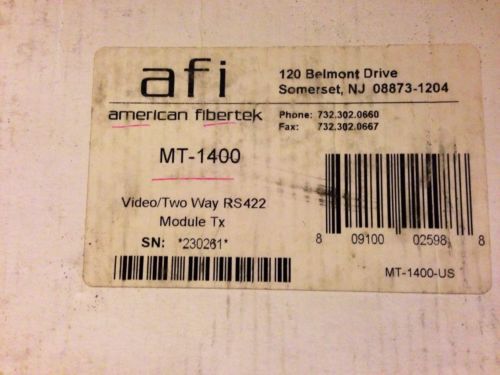 afi
american fibertek
120 Belmont Drive
Somerset, NJ 08873-1204
Phone: 732.302.0660
Fax: 732.302.0667
MT-1400
Video/Two Way RS422
Module Tx
SN: *230261*
8 09100 02598 8
MT-1400-US